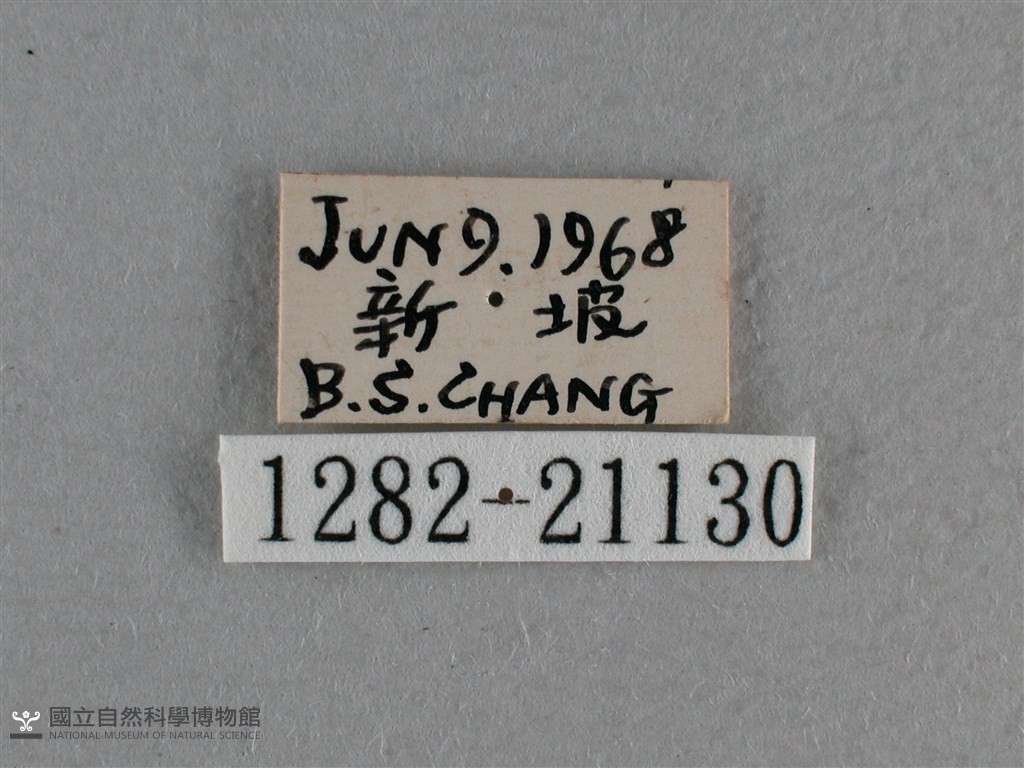 JUN 9. 1968
新 坡
B.S. CHANG
1282-21130
國立自然科學博物館
NATIONAL MUSEUM OF NATURAL SCIENCE